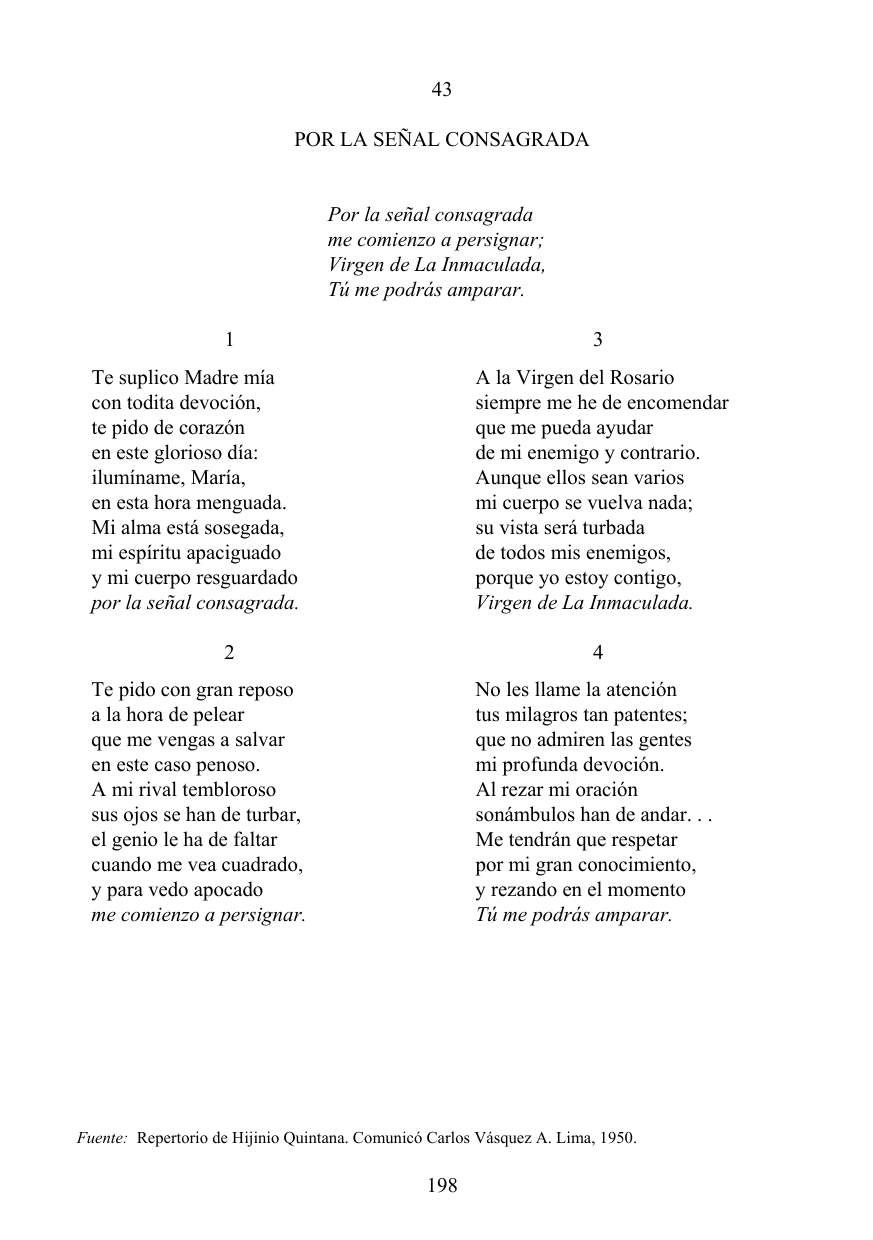 43
POR LA SEÑAL CONSAGRADA
Por la señal consagrada
me comienzo a persignar;
Virgen de La Inmaculada,
Tú me podrás amparar.
1
Te suplico Madre mía
con todita devoción,
te pido de corazón
en este glorioso día:
ilumíname, María,
en esta hora menguada.
Mi alma está sosegada,
mi espíritu apaciguado
y mi cuerpo resguardado
por la señal consagrada.
2
Te pido con gran reposo
a la hora de pelear
que me vengas a salvar
en este caso penoso.
A mi rival tembloroso
sus ojos se han de turbar,
el genio le ha de faltar
cuando me vea cuadrado,
y para vedo apocado
me comienzo a persignar.
3
A la Virgen del Rosario
siempre me he de encomendar
que me pueda ayudar
de mi enemigo y contrario.
Aunque ellos sean varios
mi cuerpo se vuelva nada;
su vista será turbada
de todos mis enemigos,
porque yo estoy contigo,
Virgen de La Inmaculada.
4
No les llame la atención
tus milagros tan patentes;
que no admiren las gentes
mi profunda devoción.
Al rezar mi oración
sonámbulos han de andar. . .
Me tendrán que respetar
por mi gran conocimiento,
y rezando en el momento
Tú me podrás amparar.
Fuente: Repertorio de Hijinio Quintana. Comunicó Carlos Vásquez A. Lima, 1950.
198